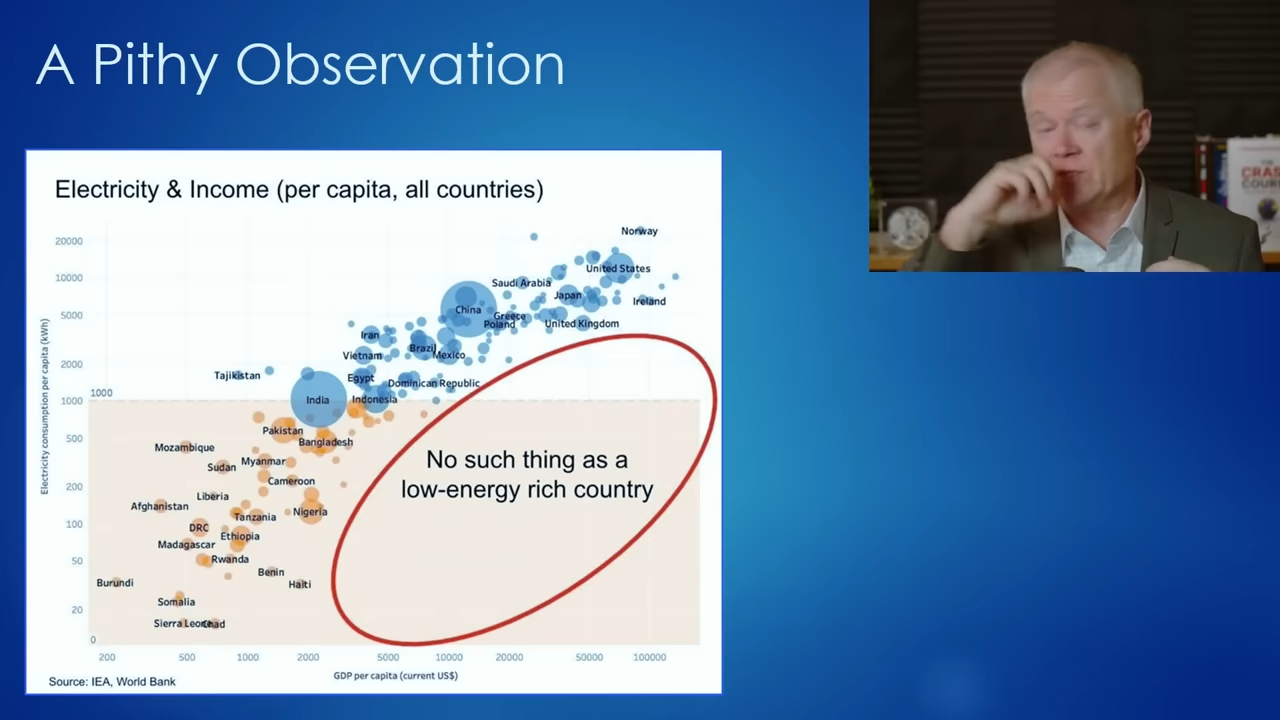 A Pithy Observation
THE
CRAS
COUR
Electricity & Income (per capita, all countries)
Electricity consumption per capita (kWh)
20000
10000
5000
2000
1000
500
200
100
50
20
0
1000
Norway
United States
Saudi Arabia
Japan
Ireland
China
Greece
Poland
United Kingdom
Iran
Brazil
Vietnam
Mexico
Tajikistan
Egypt
Dominican Republic
India
Indonesia
Pakistan
Bangladesh
Mozambique
Sudan
Myanmar
Cameroon
Liberia
Afghanistan
Nigeria
Tanzania
DRC
Ethiopia
Madagascar
Rwanda
Benin
Burundi
Haiti
Somalia
Sierra Leone
Chad
No such thing as a
low-energy rich country
200 500 1000 2000 5000 10000 20000 50000 100000
GDP per capita (current US$)
Source: IEA, World Bank